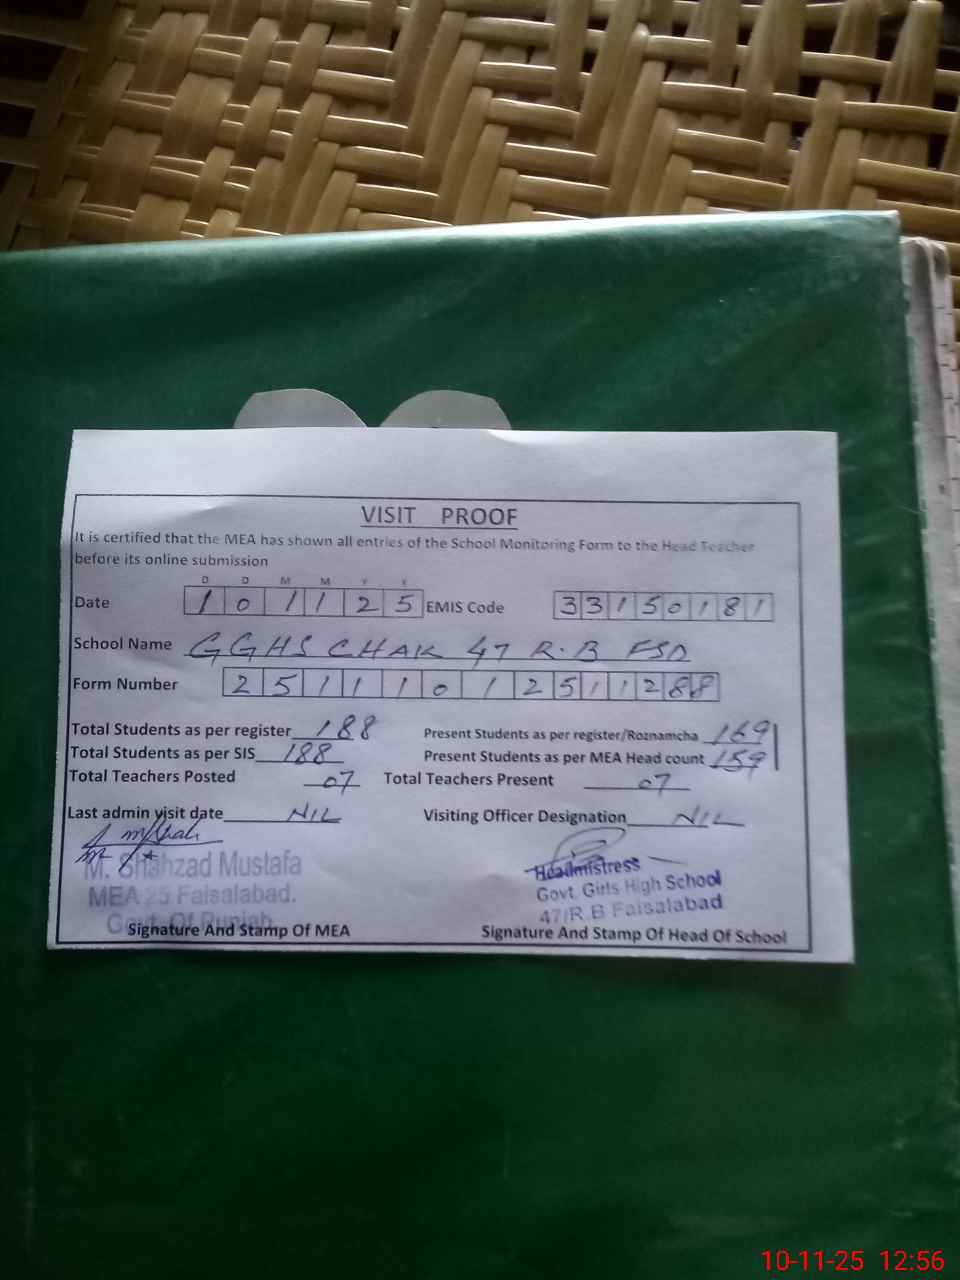 VISIT PROOF
It is certified that the MEA has shown all entries of the School Monitoring Form to the Head Teacher
before its online submission
D D M M Y Y
Date 1 0 1 1 2 5 EMIS Code 3 3 1 5 0 1 8 1
School Name GGHS CHAK 47 R.B FSD
Form Number 2 5 1 1 1 0 1 2 5 1 1 2 8 8
Total Students as per register 188 Present Students as per register/Roznamcha 169
Total Students as per SIS 188 Present Students as per MEA Head count 159
Total Teachers Posted 07 Total Teachers Present 07
Last admin visit date NIL Visiting Officer Designation NIL
M. Shahzad Mustafa
MEA 25 Faisalabad.
Govt. Of Punjab
Signature And Stamp Of MEA
Headmistress
Govt. Girls High School
47/R.B Faisalabad
Signature And Stamp Of Head Of School
10-11-25 12:56